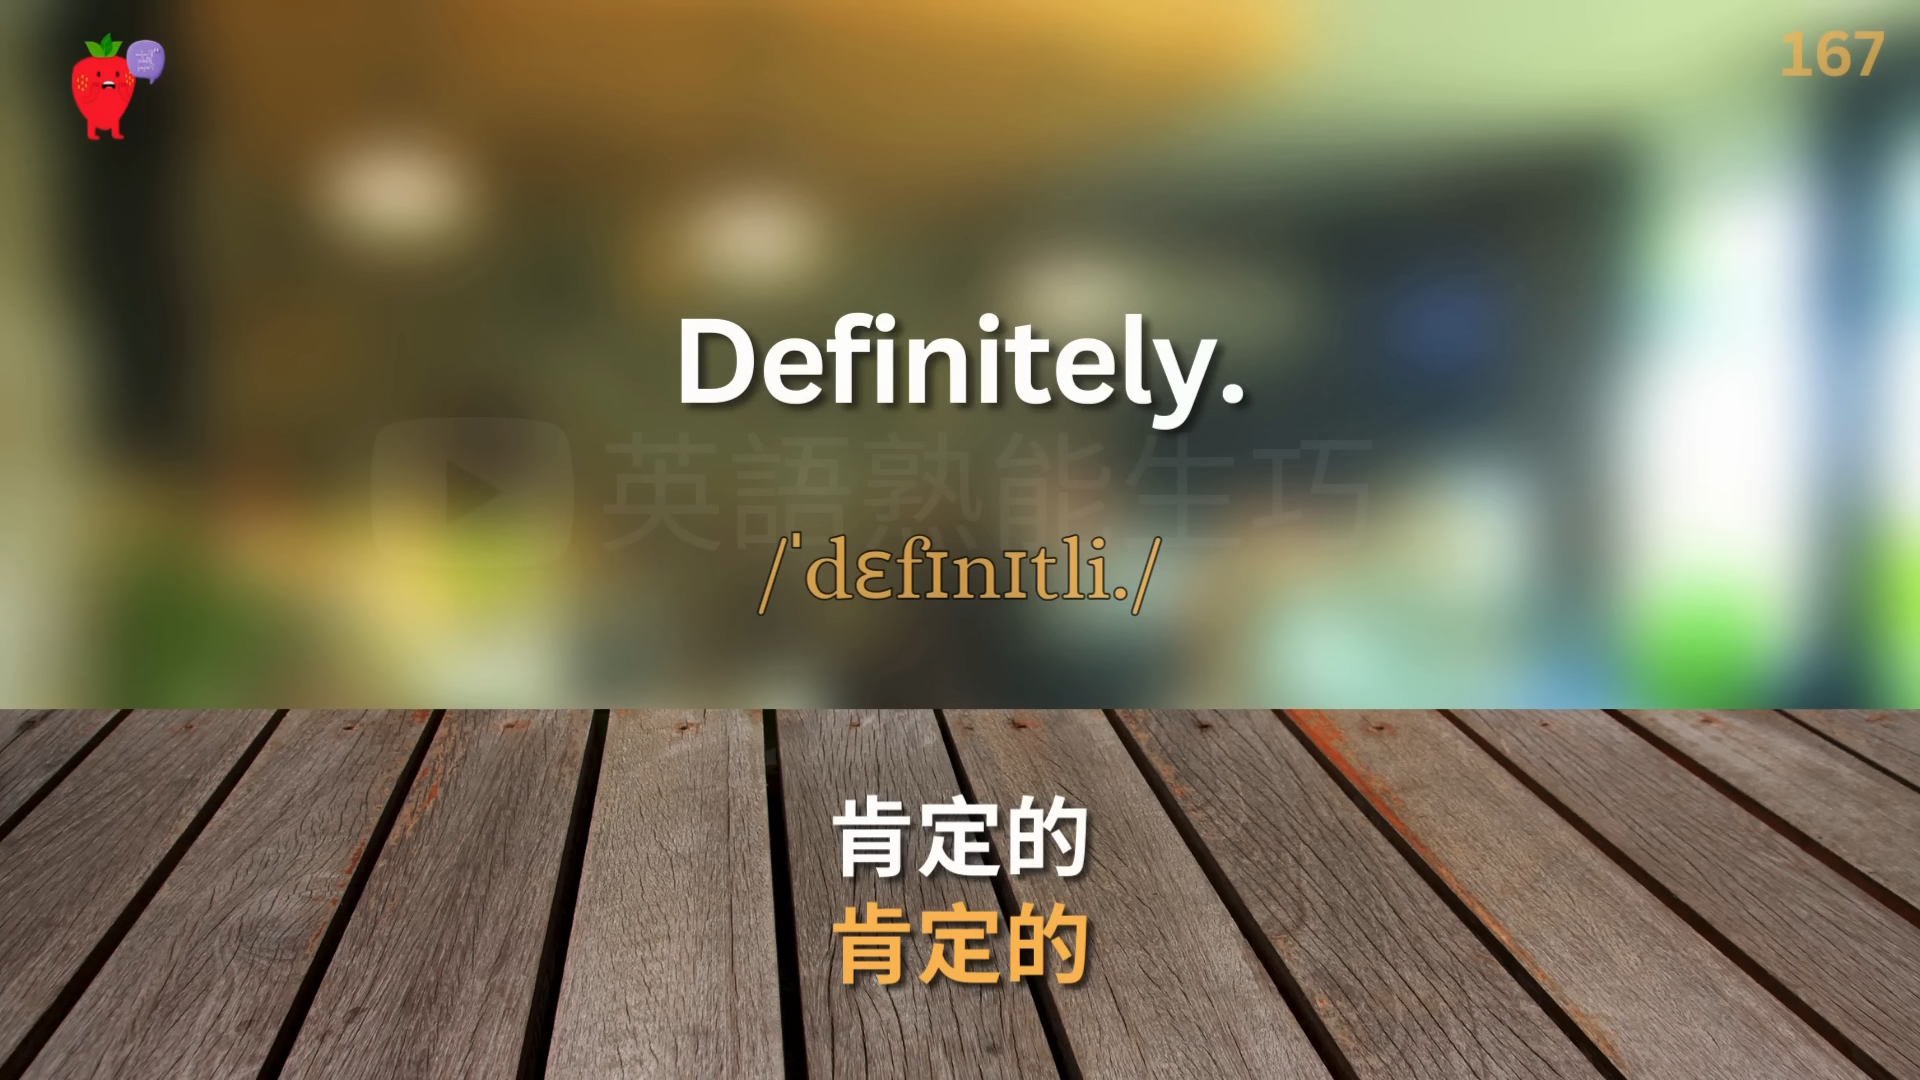 167
Definitely.
英語熟能生巧
/ˈdɛfɪnɪtli./
肯定的
肯定的